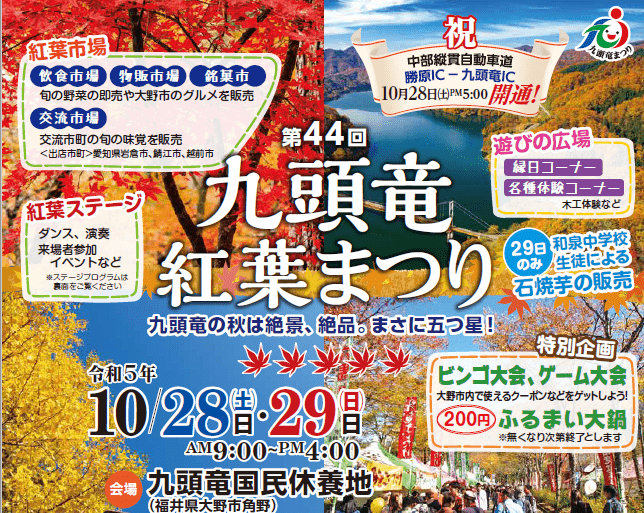 紅葉市場
飲食市場 物販市場 銘菓市
旬の野菜の即売や大野市のグルメを販売
交流市場
交流市町の旬の味覚を販売
<出店市町>愛知県岩倉市、鯖江市、越前市
祝
中部縦貫自動車道
勝原IC－九頭竜IC
10月28日(土)PM5:00 開通!
九頭竜まつり
第44回
九頭竜
紅葉まつり
九頭竜の秋は絶景、絶品。まさに五つ星!
紅葉ステージ
ダンス、演奏
来場者参加
イベントなど
※ステージプログラムは
裏面をご覧ください
遊びの広場
縁日コーナー
各種体験コーナー
木工体験など
29日
のみ
和泉中学校
生徒による
石焼芋の販売
令和5年
10/28日(土)・29日(日)
AM9:00~PM4:00
会場 九頭竜国民休養地
(福井県大野市角野)
特別企画
ビンゴ大会、ゲーム大会
大野市内で使えるクーポンなどをゲットしよう!
200円 ふるまい大鍋
※無くなり次第終了とします